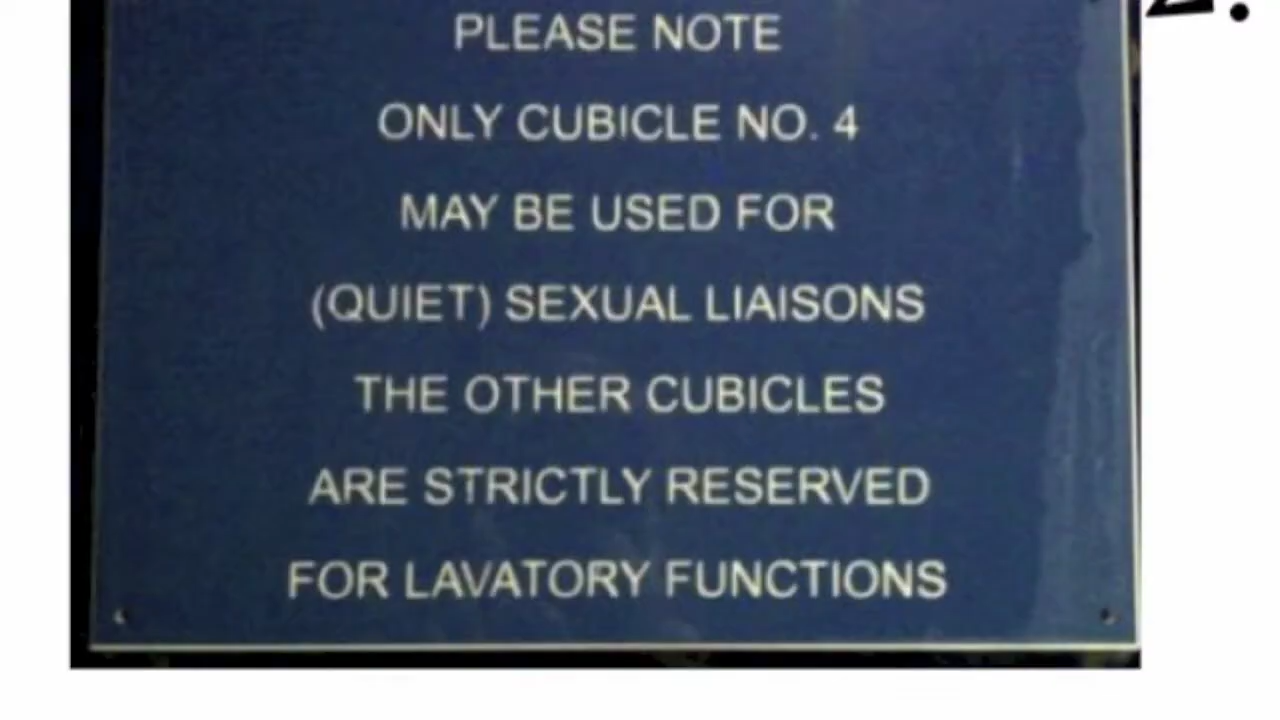 PLEASE NOTE
ONLY CUBICLE NO. 4
MAY BE USED FOR
(QUIET) SEXUAL LIAISONS
THE OTHER CUBICLES
ARE STRICTLY RESERVED
FOR LAVATORY FUNCTIONS